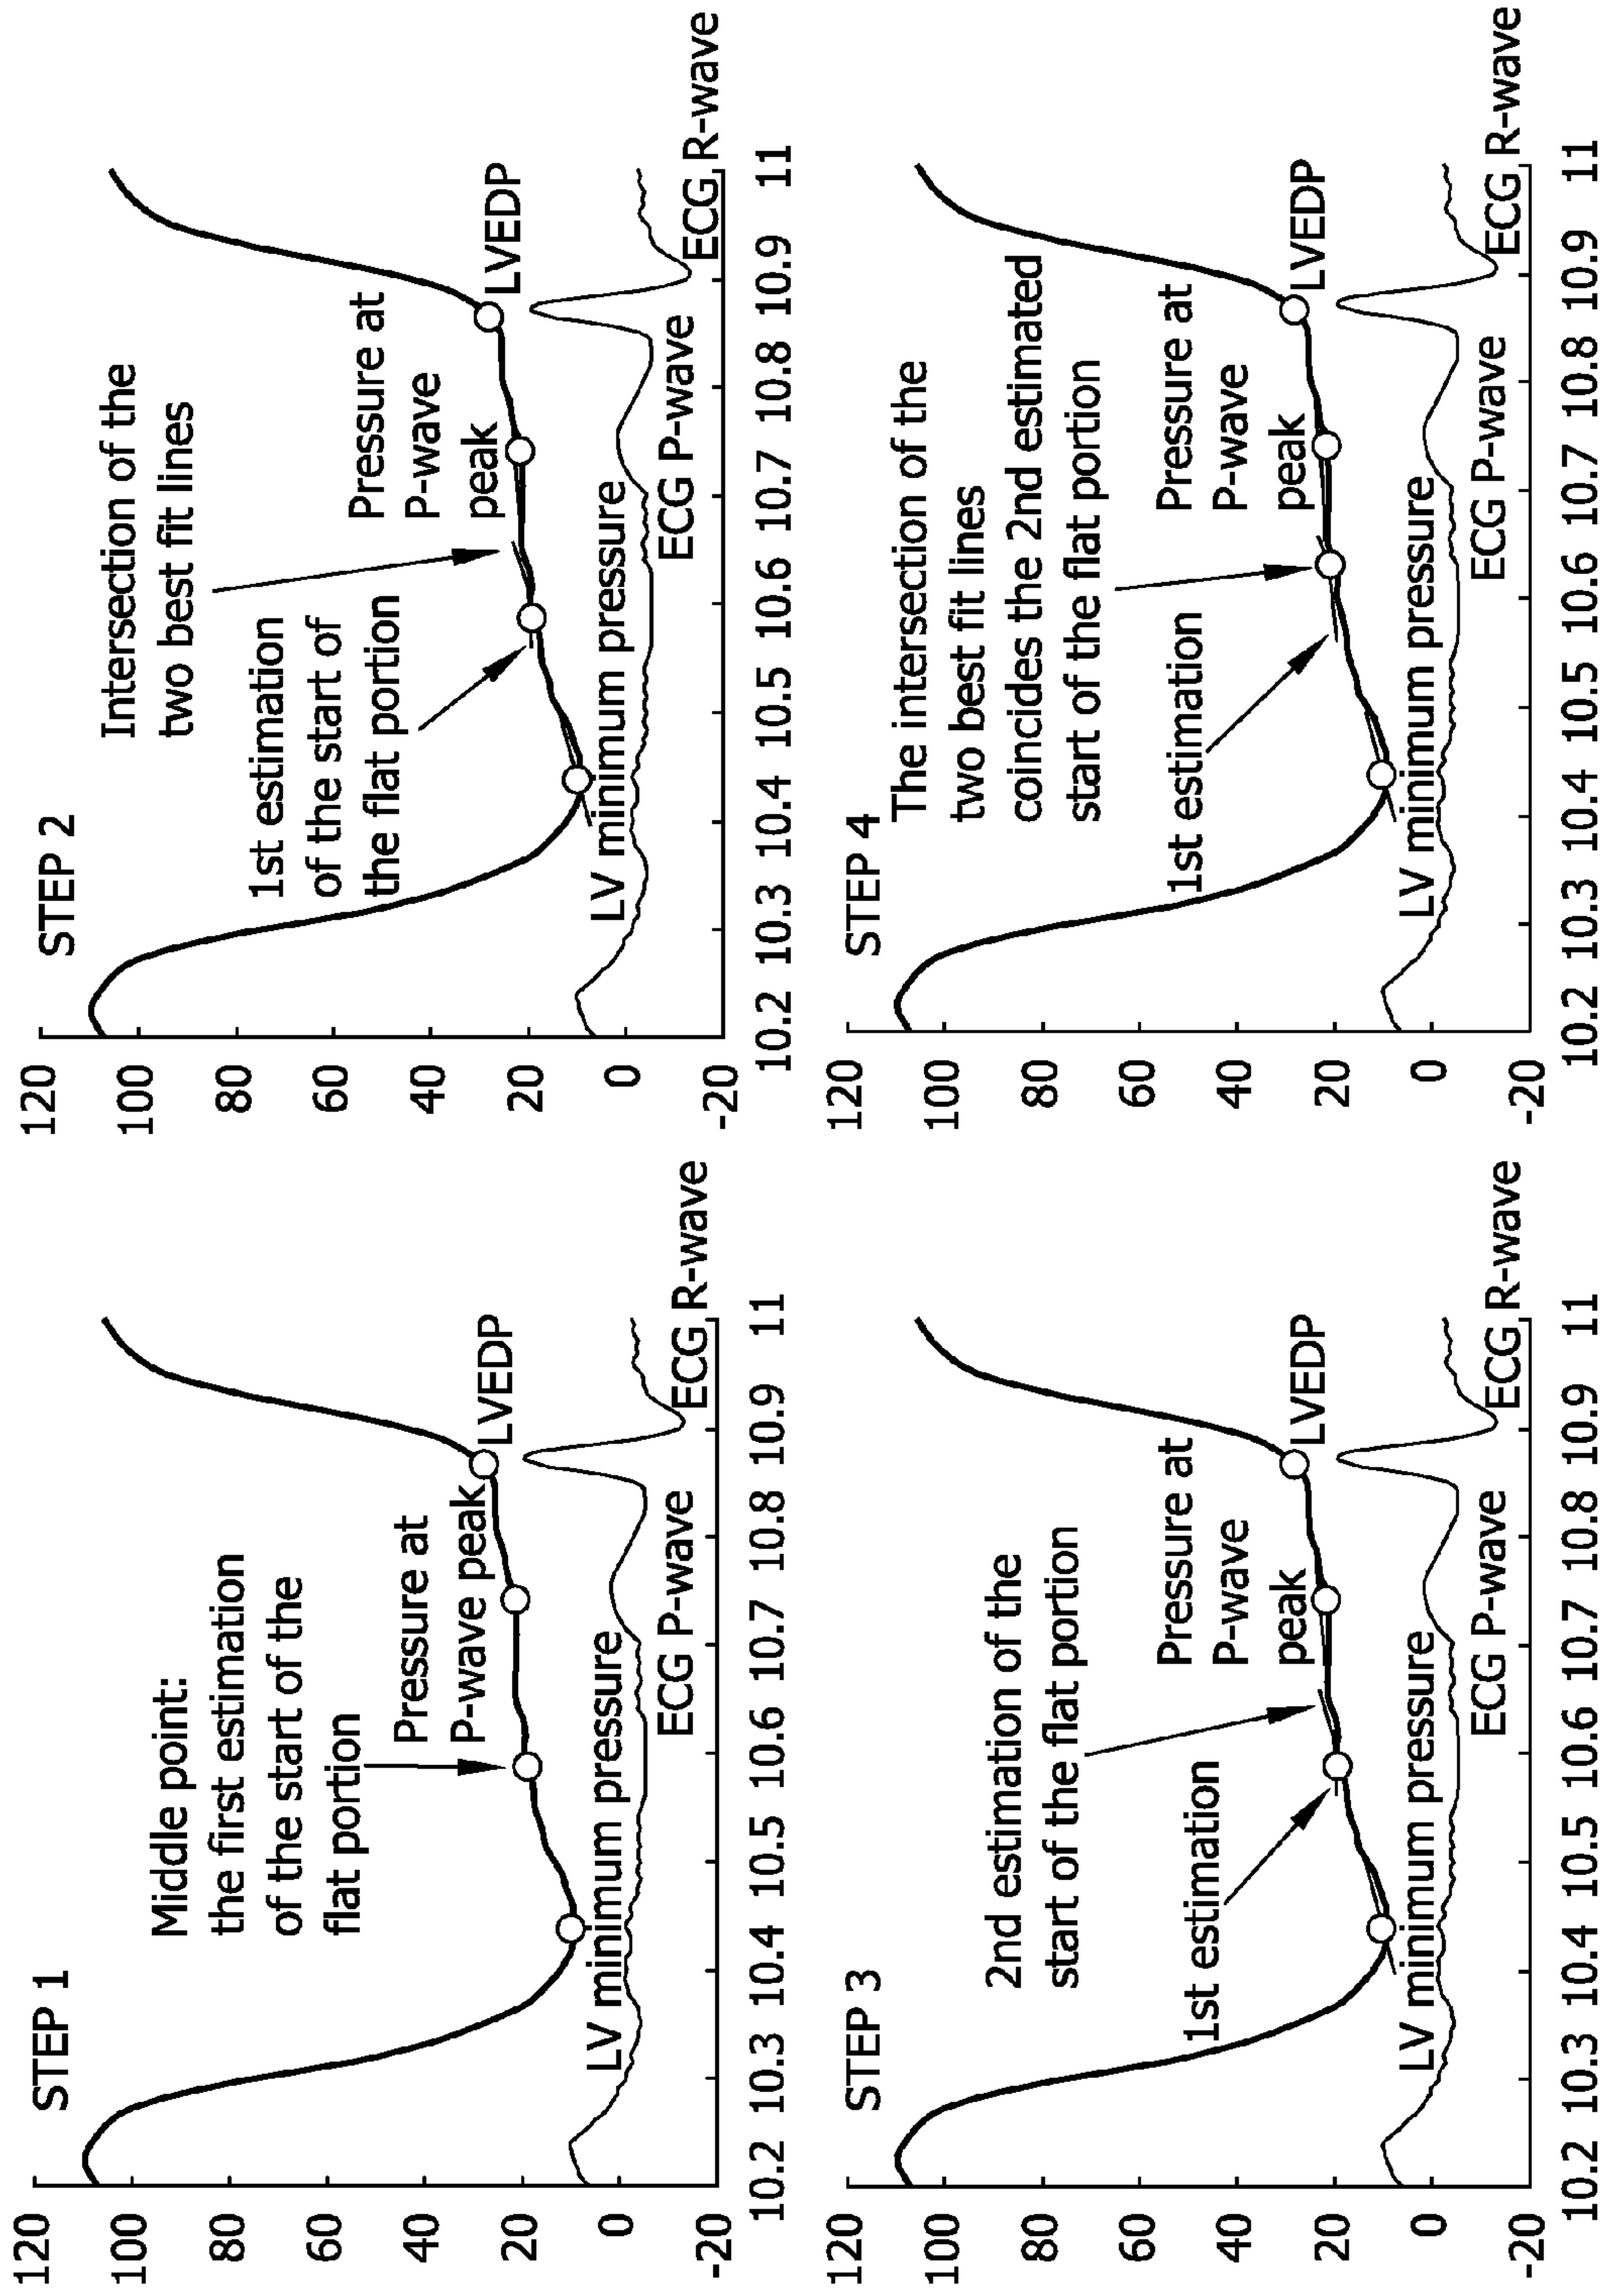 STEP 1
120
100
80
60
40
20
0
-20
Middle point:
the first estimation
of the start of the
flat portion
Pressure at
P-wave peak
LVEDP
LV minimum pressure
ECG P-wave
ECG R-wave
10.2 10.3 10.4 10.5 10.6 10.7 10.8 10.9 11
STEP 2
120
100
80
60
40
20
0
-20
Intersection of the
two best fit lines
1st estimation
of the start of
the flat portion
Pressure at
P-wave
peak
LVEDP
LV minimum pressure
ECG P-wave
ECG R-wave
10.2 10.3 10.4 10.5 10.6 10.7 10.8 10.9 11
STEP 3
120
100
80
60
40
20
0
-20
2nd estimation of the
start of the flat portion
1st estimation
Pressure at
P-wave
peak
LVEDP
LV minimum pressure
ECG P-wave
ECG R-wave
10.2 10.3 10.4 10.5 10.6 10.7 10.8 10.9 11
STEP 4
120
100
80
60
40
20
0
-20
The intersection of the
two best fit lines
coincides the 2nd estimated
start of the flat portion
1st estimation
Pressure at
P-wave
peak
LVEDP
LV minimum pressure
ECG P-wave
ECG R-wave
10.2 10.3 10.4 10.5 10.6 10.7 10.8 10.9 11